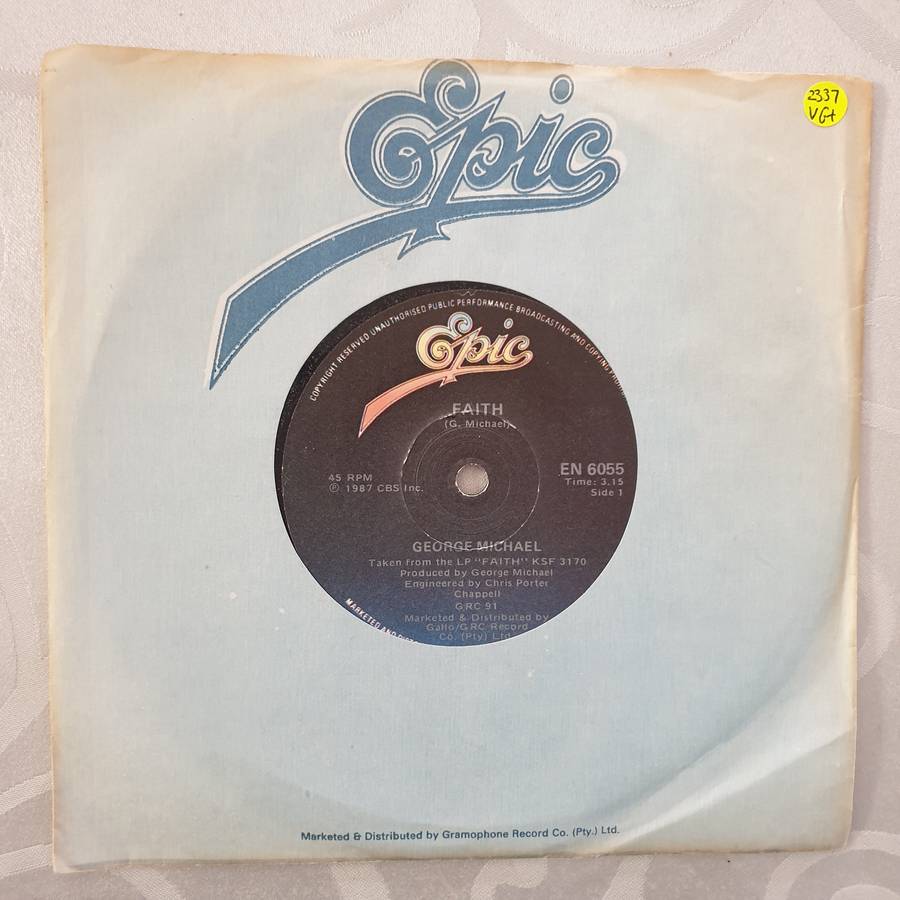 Epic
2337
VG+
COPYRIGHT RESERVED UNAUTHORISED PUBLIC PERFORMANCE BROADCASTING AND COPYING
Epic
FAITH
(G. Michael)
45 RPM
℗ 1987 CBS Inc.
EN 6055
Time: 3.15
Side 1
GEORGE MICHAEL
Taken from the LP "FAITH" KSF 3170
Produced by George Michael
Engineered by Chris Porter
Chappell
GRC 91
Marketed & Distributed by
Gallo/GRC Record
Co. (Pty) Ltd.
MARKETED AND
Marketed & Distributed by Gramophone Record Co. (Pty.) Ltd.